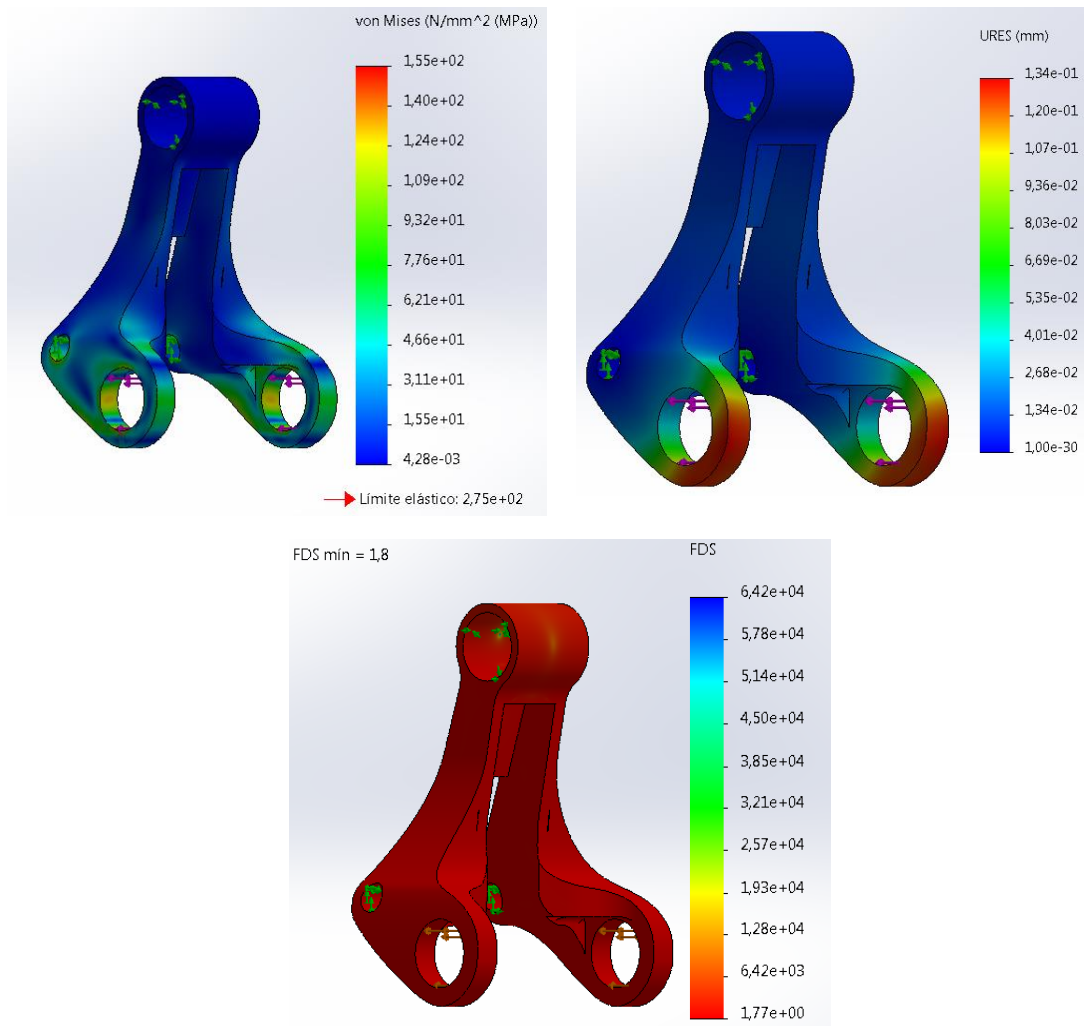 von Mises (N/mm^2 (MPa))
1,55e+02
1,40e+02
1,24e+02
1,09e+02
9,32e+01
7,76e+01
6,21e+01
4,66e+01
3,11e+01
1,55e+01
4,28e-03
Límite elástico: 2,75e+02
URES (mm)
1,34e-01
1,20e-01
1,07e-01
9,36e-02
8,03e-02
6,69e-02
5,35e-02
4,01e-02
2,68e-02
1,34e-02
1,00e-30
FDS mín = 1,8
FDS
6,42e+04
5,78e+04
5,14e+04
4,50e+04
3,85e+04
3,21e+04
2,57e+04
1,93e+04
1,28e+04
6,42e+03
1,77e+00